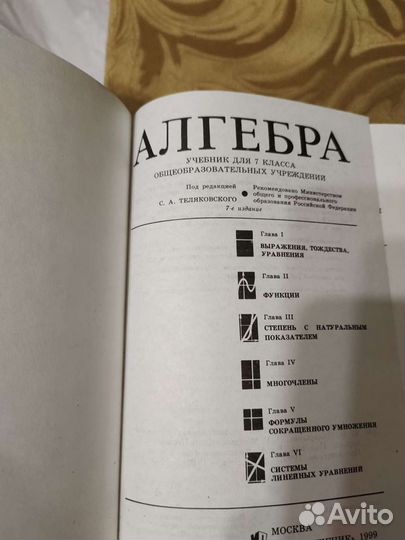 АЛГЕБРА
УЧЕБНИК ДЛЯ 7 КЛАССА
ОБЩЕОБРАЗОВАТЕЛЬНЫХ УЧРЕЖДЕНИЙ
Под редакцией
С. А. ТЕЛЯКОВСКОГО
Рекомендовано Министерством
общего и профессионального
образования Российской Федерации
7-е издание
Глава I
ВЫРАЖЕНИЯ, ТОЖДЕСТВА,
УРАВНЕНИЯ
Глава II
ФУНКЦИИ
Глава III
СТЕПЕНЬ С НАТУРАЛЬНЫМ
ПОКАЗАТЕЛЕМ
Глава IV
МНОГОЧЛЕНЫ
Глава V
ФОРМУЛЫ
СОКРАЩЕННОГО УМНОЖЕНИЯ
Глава VI
СИСТЕМЫ
ЛИНЕЙНЫХ УРАВНЕНИЙ
МОСКВА
1999
Avito